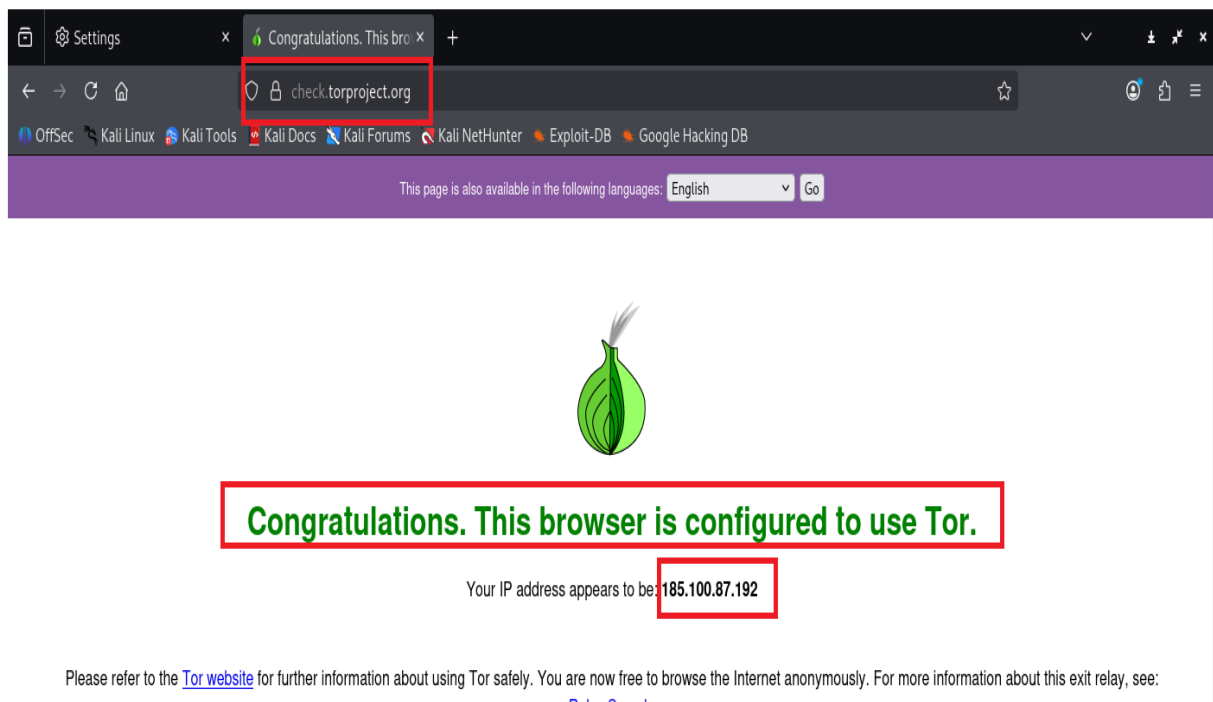 Settings
Congratulations. This bro
check.torproject.org
OffSec Kali Linux Kali Tools Kali Docs Kali Forums Kali NetHunter Exploit-DB Google Hacking DB
This page is also available in the following languages: English Go
Congratulations. This browser is configured to use Tor.
Your IP address appears to be: 185.100.87.192
Please refer to the Tor website for further information about using Tor safely. You are now free to browse the Internet anonymously. For more information about this exit relay, see: